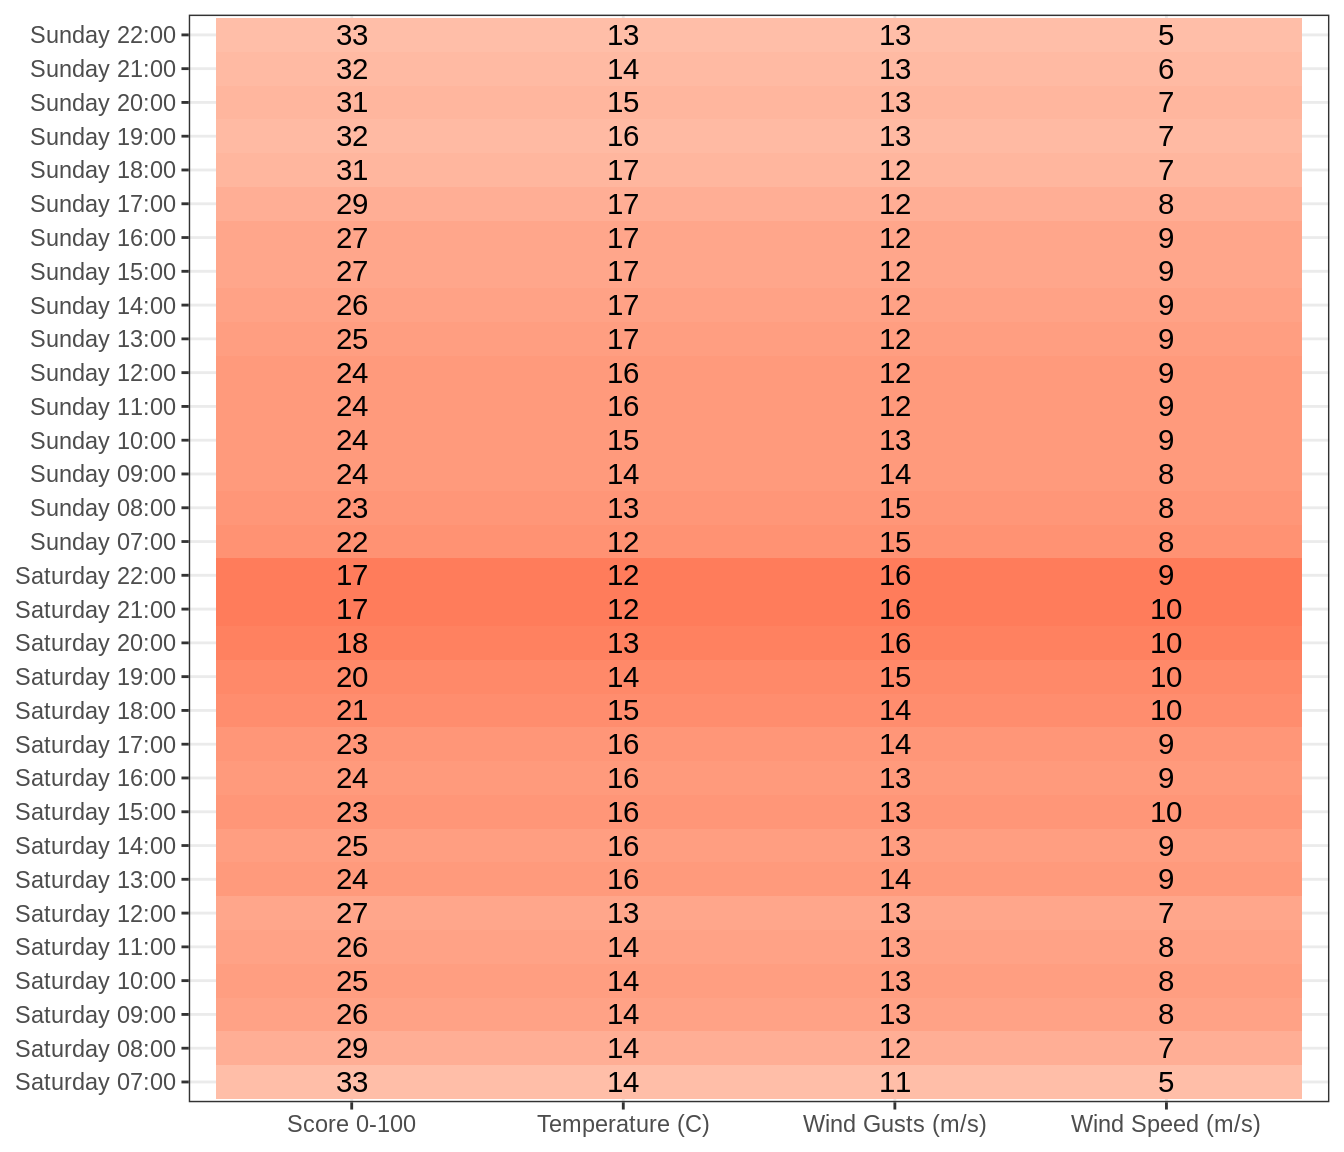 Sunday 22:00 33 13 13 5
Sunday 21:00 32 14 13 6
Sunday 20:00 31 15 13 7
Sunday 19:00 32 16 13 7
Sunday 18:00 31 17 12 7
Sunday 17:00 29 17 12 8
Sunday 16:00 27 17 12 9
Sunday 15:00 27 17 12 9
Sunday 14:00 26 17 12 9
Sunday 13:00 25 17 12 9
Sunday 12:00 24 16 12 9
Sunday 11:00 24 16 12 9
Sunday 10:00 24 15 13 9
Sunday 09:00 24 14 14 8
Sunday 08:00 23 13 15 8
Sunday 07:00 22 12 15 8
Saturday 22:00 17 12 16 9
Saturday 21:00 17 12 16 10
Saturday 20:00 18 13 16 10
Saturday 19:00 20 14 15 10
Saturday 18:00 21 15 14 10
Saturday 17:00 23 16 14 9
Saturday 16:00 24 16 13 9
Saturday 15:00 23 16 13 10
Saturday 14:00 25 16 13 9
Saturday 13:00 24 16 14 9
Saturday 12:00 27 13 13 7
Saturday 11:00 26 14 13 8
Saturday 10:00 25 14 13 8
Saturday 09:00 26 14 13 8
Saturday 08:00 29 14 12 7
Saturday 07:00 33 14 11 5
Score 0-100 Temperature (C) Wind Gusts (m/s) Wind Speed (m/s)